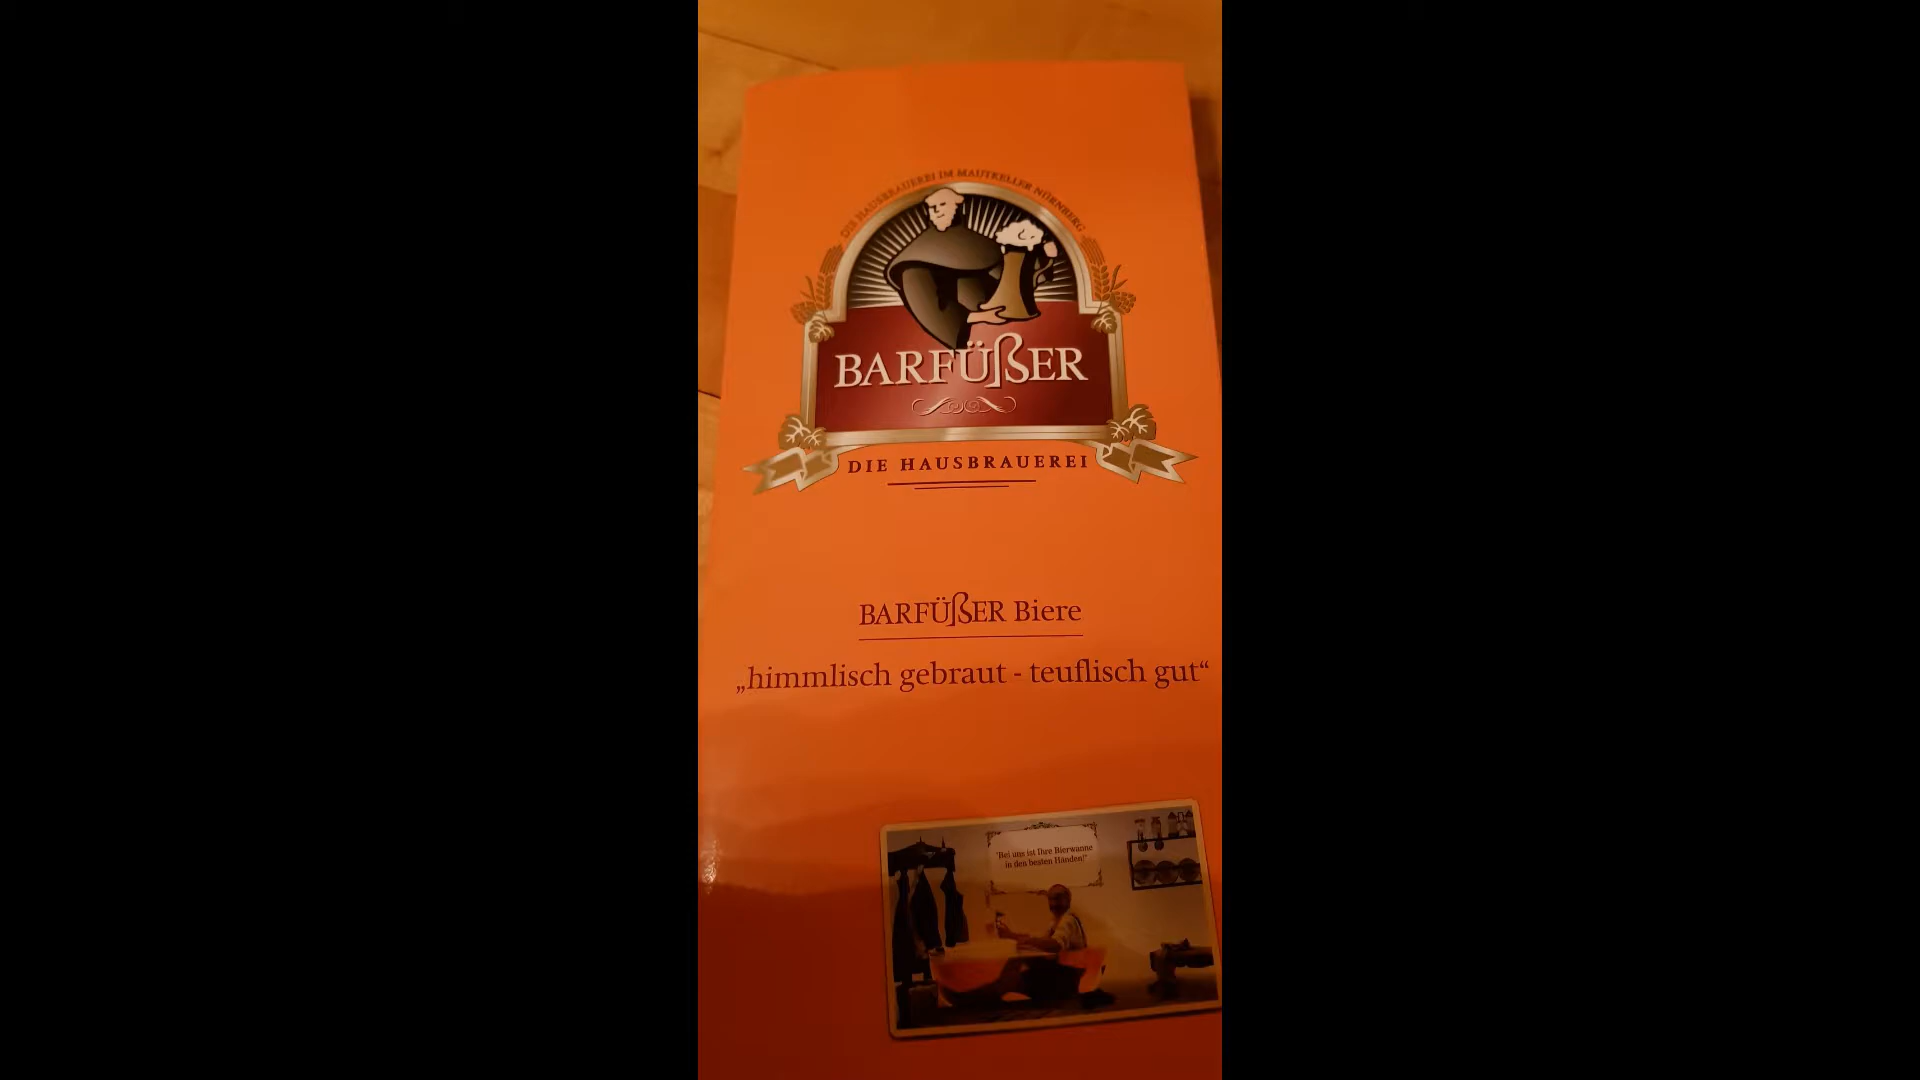 DIE HAUSBRAUEREI IM MAUTKELLER NÜRNBERG
BARFÜßER
DIE HAUSBRAUEREI
BARFÜßER Biere
„himmlisch gebraut - teuflisch gut“
"Bei uns ist Ihre Bierwanne
in den besten Händen!"